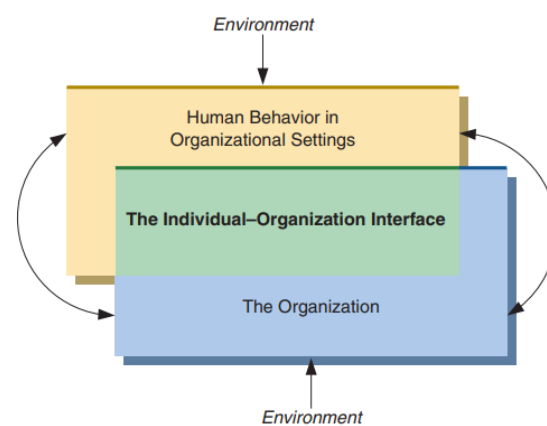 Environment
Human Behavior in
Organizational Settings
The Individual–Organization Interface
The Organization
Environment